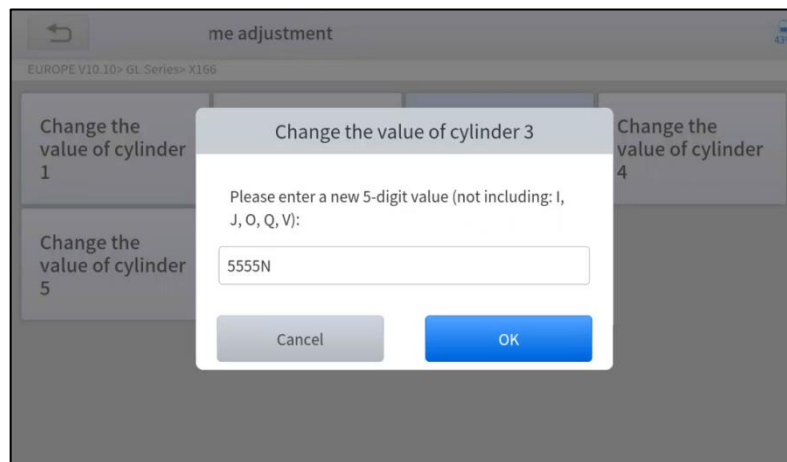 me adjustment
43%
EUROPE V10.10> GL Series> X166
Change the
value of cylinder
1
Change the
value of cylinder
4
Change the
value of cylinder
5
Change the value of cylinder 3
Please enter a new 5-digit value (not including: I,
J, O, Q, V):
5555N
Cancel
OK